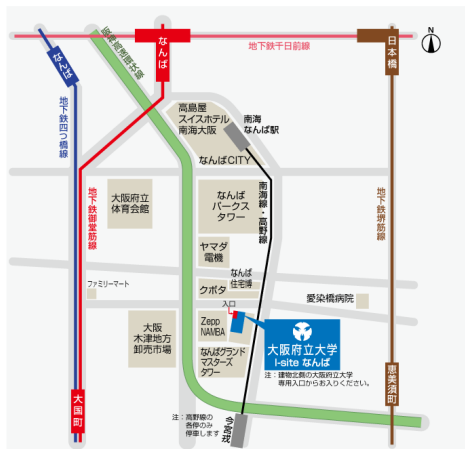 N
なんば
なんば
地下鉄千日前線
日本橋
阪神高速環状線
高島屋
スイスホテル
南海大阪
南海
なんば駅
なんばCITY
地下鉄四つ橋線
地下鉄御堂筋線
大阪府立
体育会館
なんば
パークス
タワー
南海線・高野線
地下鉄堺筋線
ヤマダ
電機
なんば
住宅博
ファミリーマート
クボタ
入口
愛染橋病院
大阪
木津地方
卸売市場
Zepp
NAMBA
大阪府立大学
I-site なんば
なんばグランド
マスターズ
タワー
注：建物北側の大阪府立大学
専用入口からお入りください。
大国町
恵美須町
注：高野線の
各停のみ
停車します
今宮戎